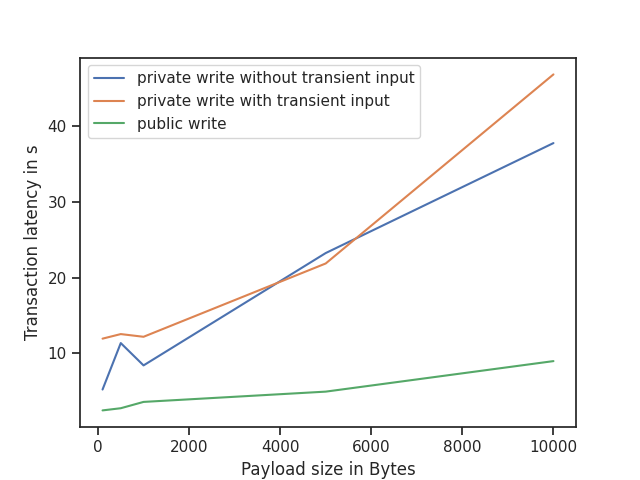 private write without transient input
private write with transient input
public write
Transaction latency in s
40
30
20
10
0
2000
4000
6000
8000
10000
Payload size in Bytes